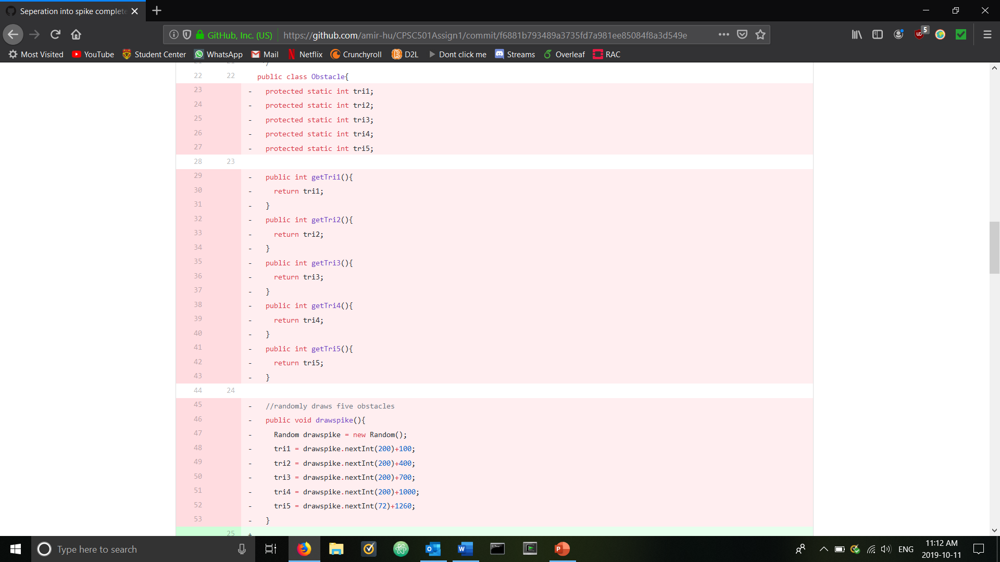 Seperation into spike complete
GitHub, Inc. (US) https://github.com/amir-hu/CPSC501Assign1/commit/f6881b793489a3735fd7a981ee85084f8a3d549e
5
Most Visited YouTube Student Center WhatsApp Mail Netflix Crunchyroll D2L Dont click me Streams Overleaf RAC
22 22 public class Obstacle{
23 - protected static int tri1;
24 - protected static int tri2;
25 - protected static int tri3;
26 - protected static int tri4;
27 - protected static int tri5;
28 23
29 - public int getTri1(){
30 - return tri1;
31 - }
32 - public int getTri2(){
33 - return tri2;
34 - }
35 - public int getTri3(){
36 - return tri3;
37 - }
38 - public int getTri4(){
39 - return tri4;
40 - }
41 - public int getTri5(){
42 - return tri5;
43 - }
44 24
45 - //randomly draws five obstacles
46 - public void drawspike(){
47 - Random drawspike = new Random();
48 - tri1 = drawspike.nextInt(200)+100;
49 - tri2 = drawspike.nextInt(200)+400;
50 - tri3 = drawspike.nextInt(200)+700;
51 - tri4 = drawspike.nextInt(200)+1000;
52 - tri5 = drawspike.nextInt(72)+1260;
53 - }
25 +
Type here to search
ENG
11:12 AM
2019-10-11